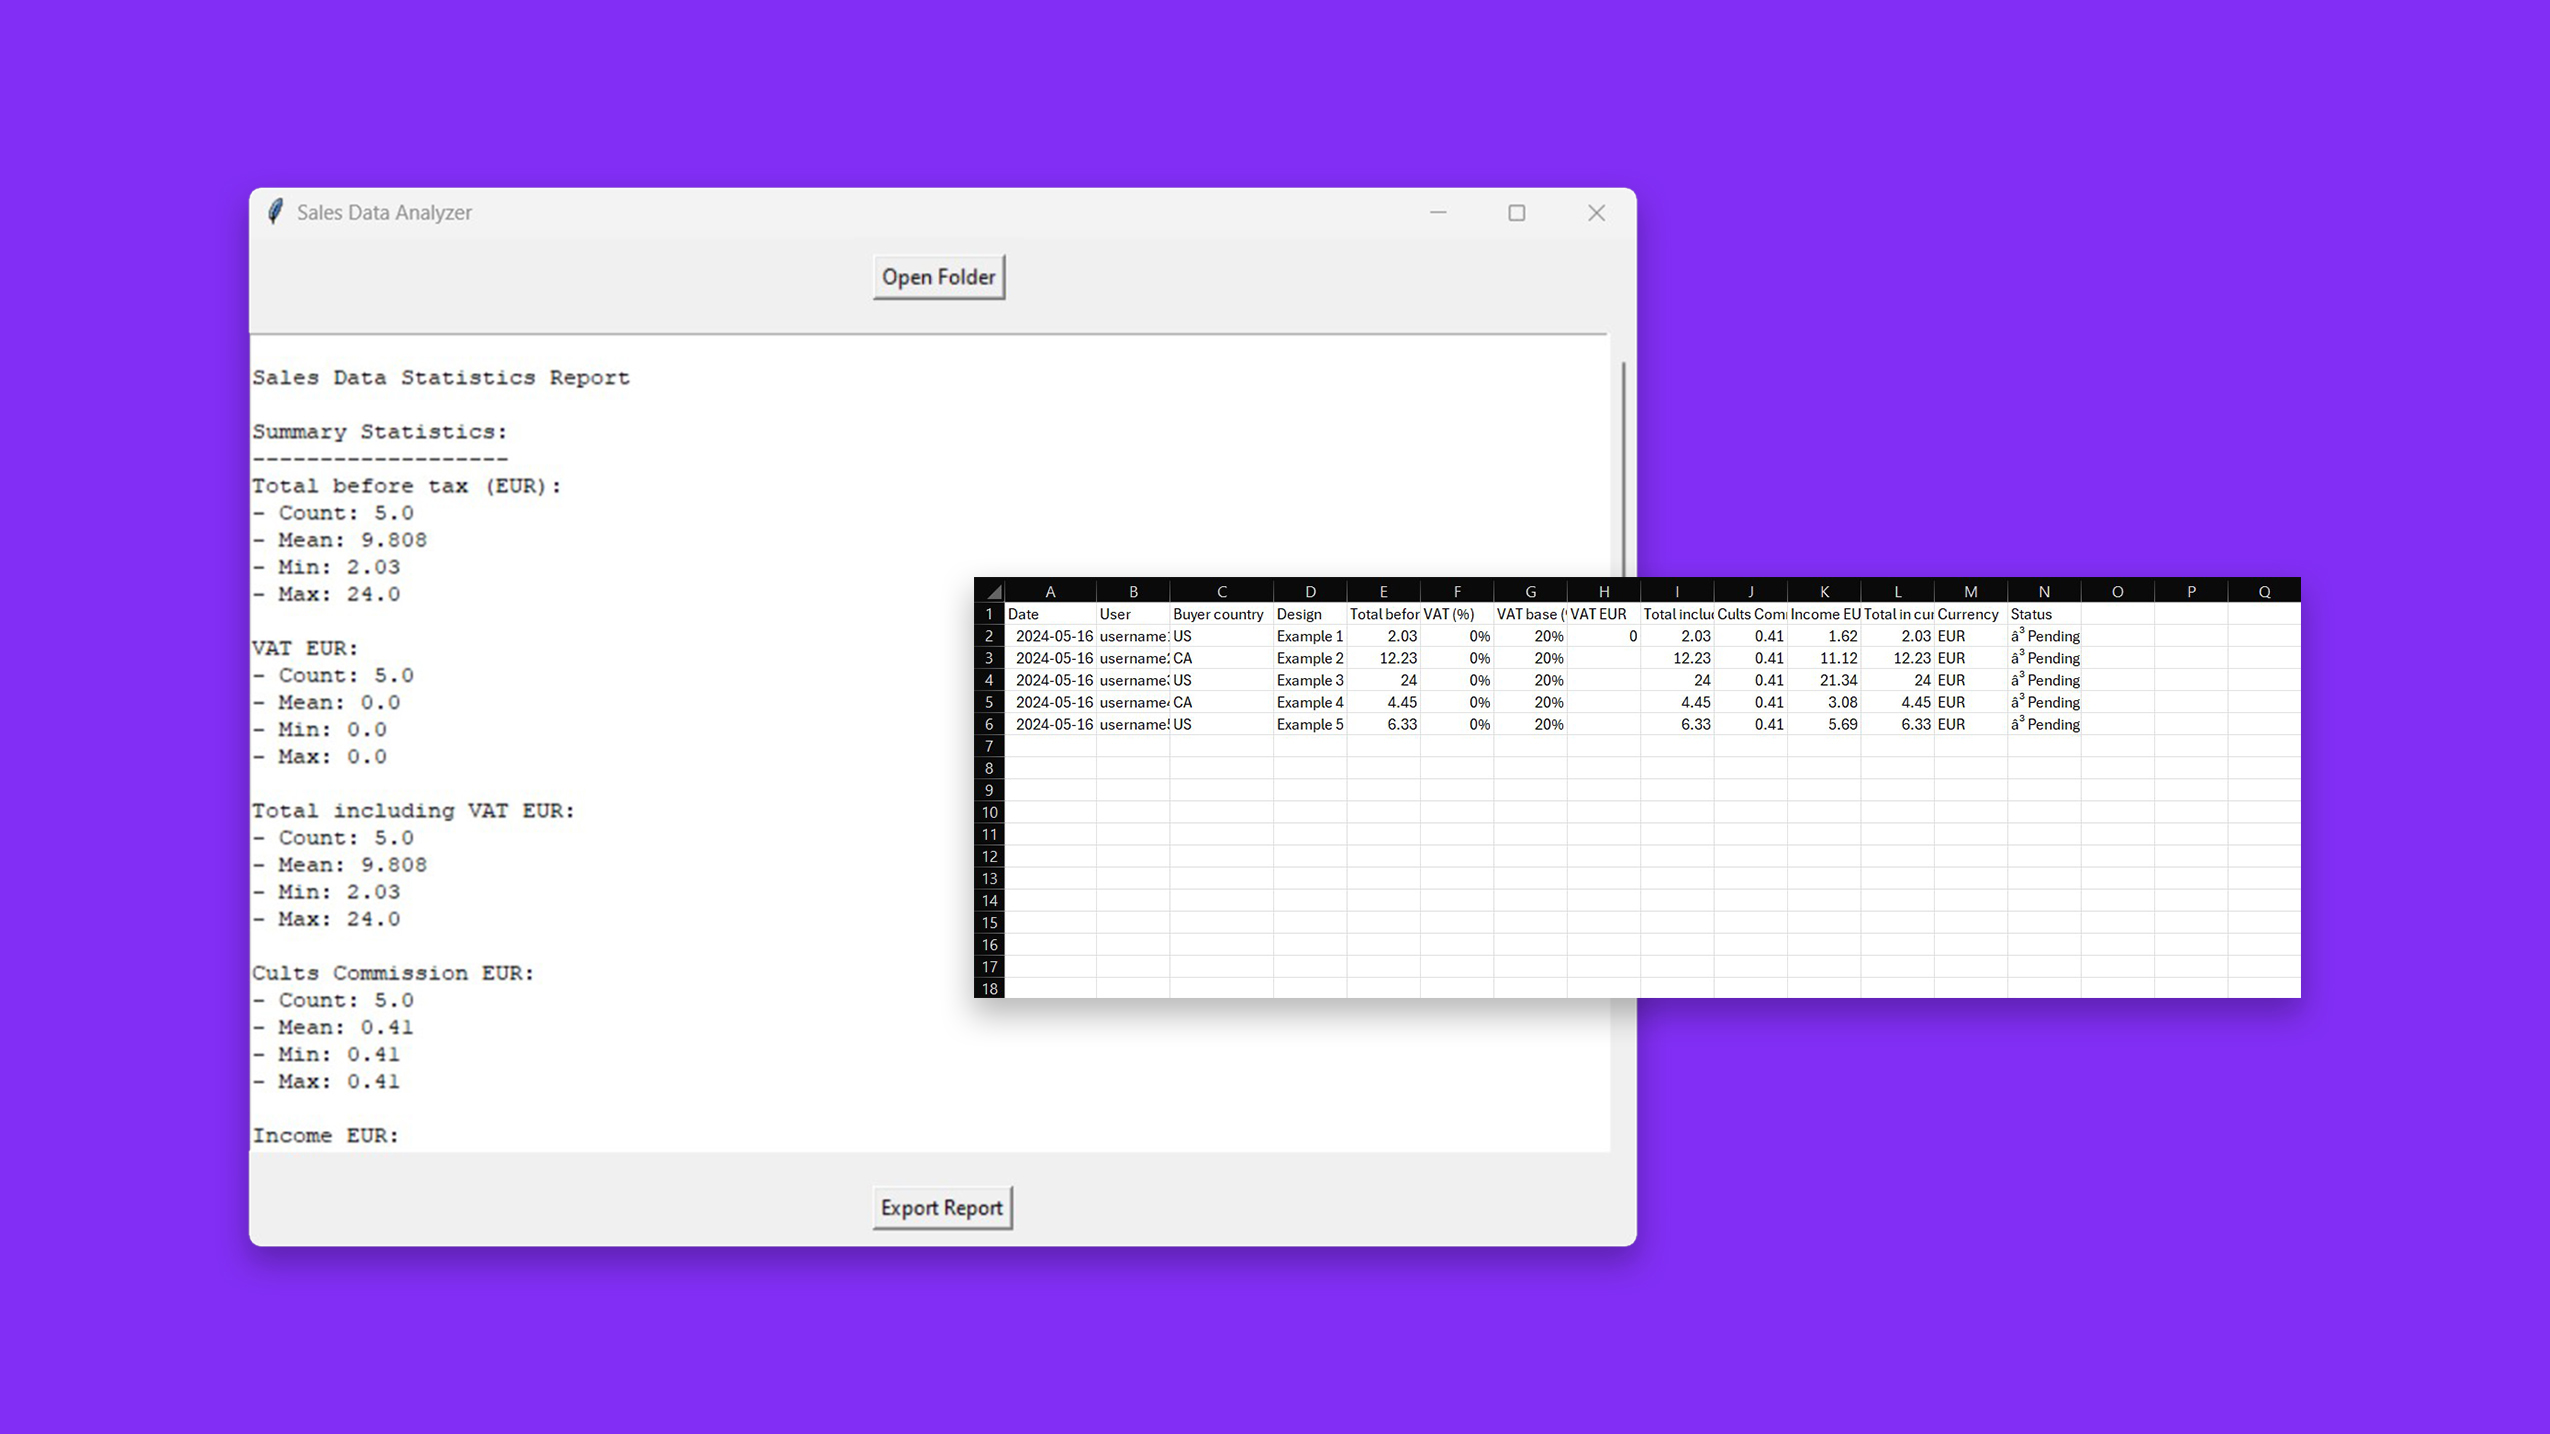 Sales Data Analyzer
Open Folder
Sales Data Statistics Report
Summary Statistics:
-------------------
Total before tax (EUR):
- Count: 5.0
- Mean: 9.808
- Min: 2.03
- Max: 24.0
VAT EUR:
- Count: 5.0
- Mean: 0.0
- Min: 0.0
- Max: 0.0
Total including VAT EUR:
- Count: 5.0
- Mean: 9.808
- Min: 2.03
- Max: 24.0
Cults Commission EUR:
- Count: 5.0
- Mean: 0.41
- Min: 0.41
- Max: 0.41
Income EUR:
Export Report
A B C D E F G H I J K L M N O P Q
1 Date User Buyer country Design Total befor VAT (%) VAT base ( VAT EUR Total inclu Cults Com Income EU Total in cur Currency Status
2 2024-05-16 username1 US Example 1 2.03 0% 20% 0 2.03 0.41 1.62 2.03 EUR â³ Pending
3 2024-05-16 username2 CA Example 2 12.23 0% 20% 12.23 0.41 11.12 12.23 EUR â³ Pending
4 2024-05-16 username3 US Example 3 24 0% 20% 24 0.41 21.34 24 EUR â³ Pending
5 2024-05-16 username4 CA Example 4 4.45 0% 20% 4.45 0.41 3.08 4.45 EUR â³ Pending
6 2024-05-16 username5 US Example 5 6.33 0% 20% 6.33 0.41 5.69 6.33 EUR â³ Pending
7
8
9
10
11
12
13
14
15
16
17
18